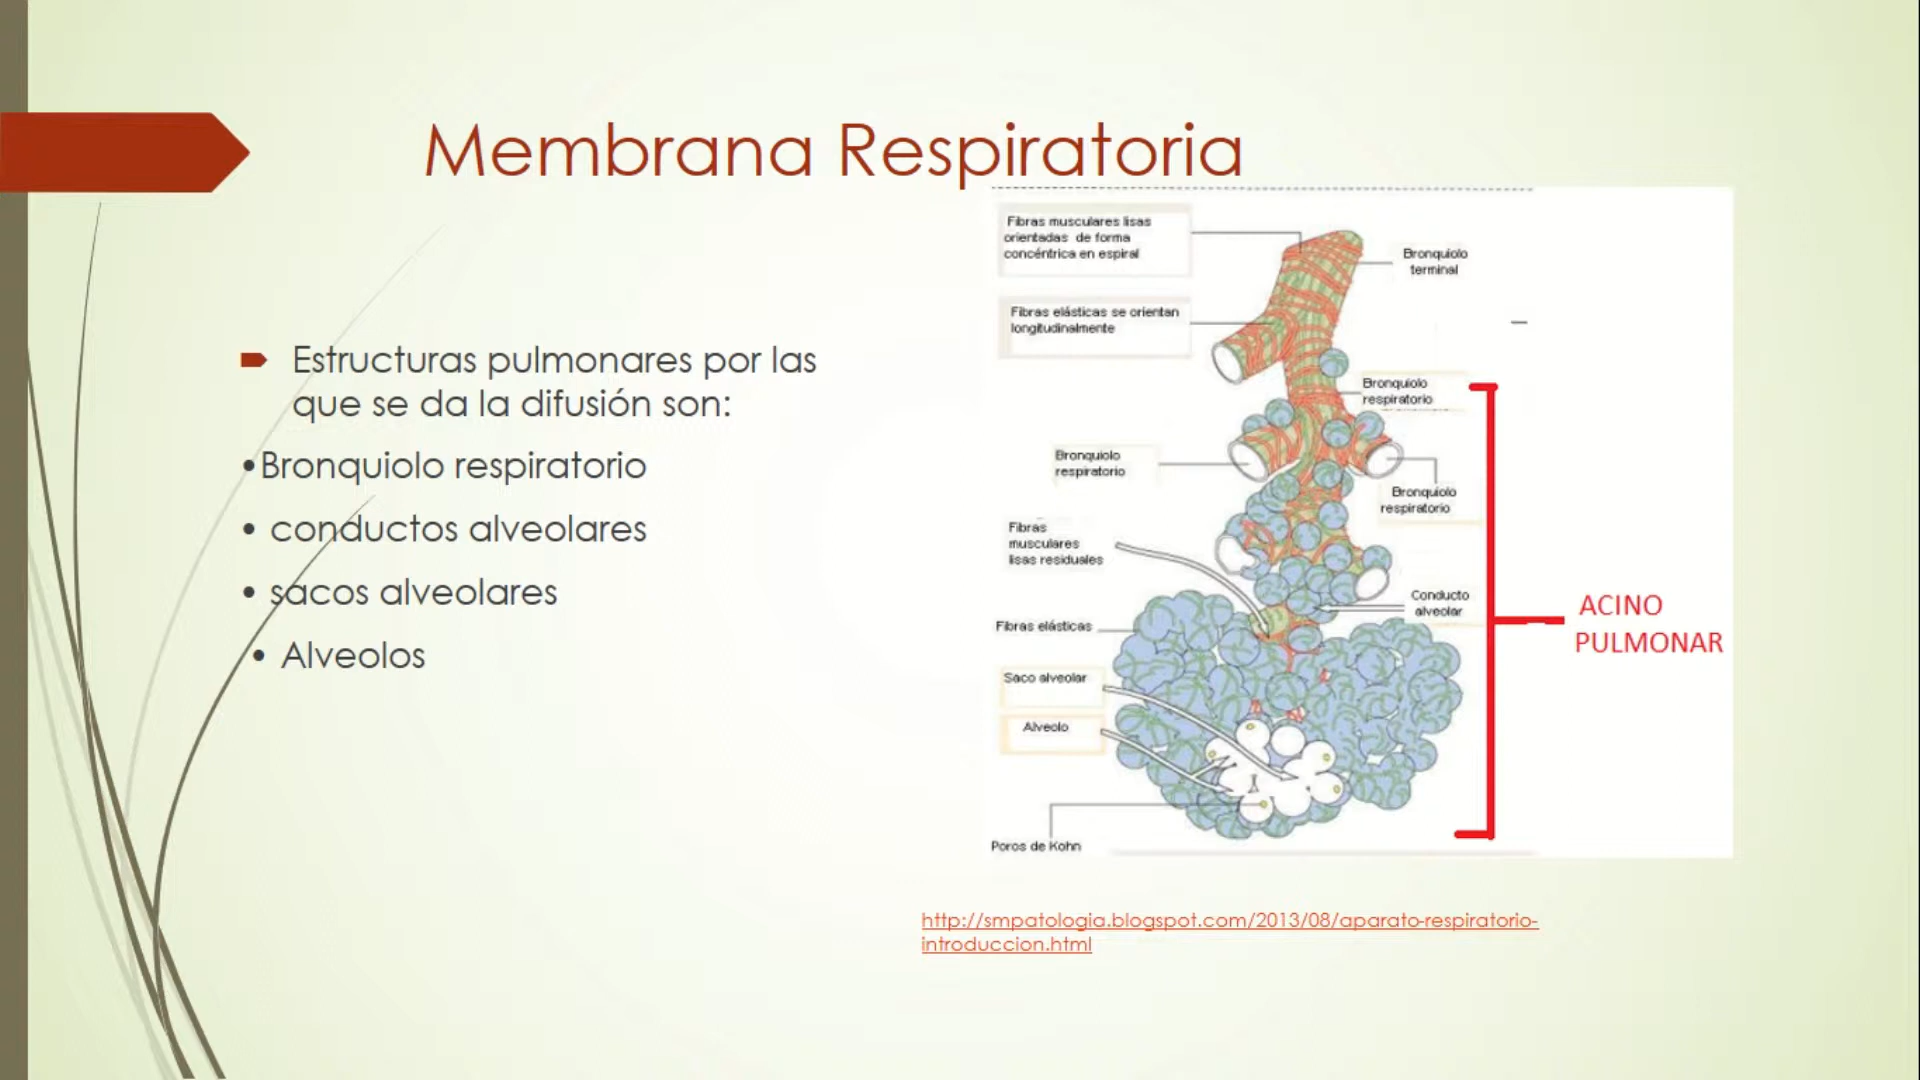 Membrana Respiratoria
Estructuras pulmonares por las
que se da la difusión son:
•Bronquiolo respiratorio
• conductos alveolares
• sacos alveolares
• Alveolos
Fibras musculares lisas
orientadas de forma
concéntrica en espiral
Bronquiolo
terminal
Fibras elásticas se orientan
longitudinalmente
Bronquiolo
respiratorio
Bronquiolo
respiratorio
Bronquiolo
respiratorio
Fibras
musculares
lisas residuales
Conducto
alveolar
Fibras elásticas
Saco alveolar
Alveolo
Poros de Kohn
ACINO
PULMONAR
http://smpatologia.blogspot.com/2013/08/aparato-respiratorio-
introduccion.html